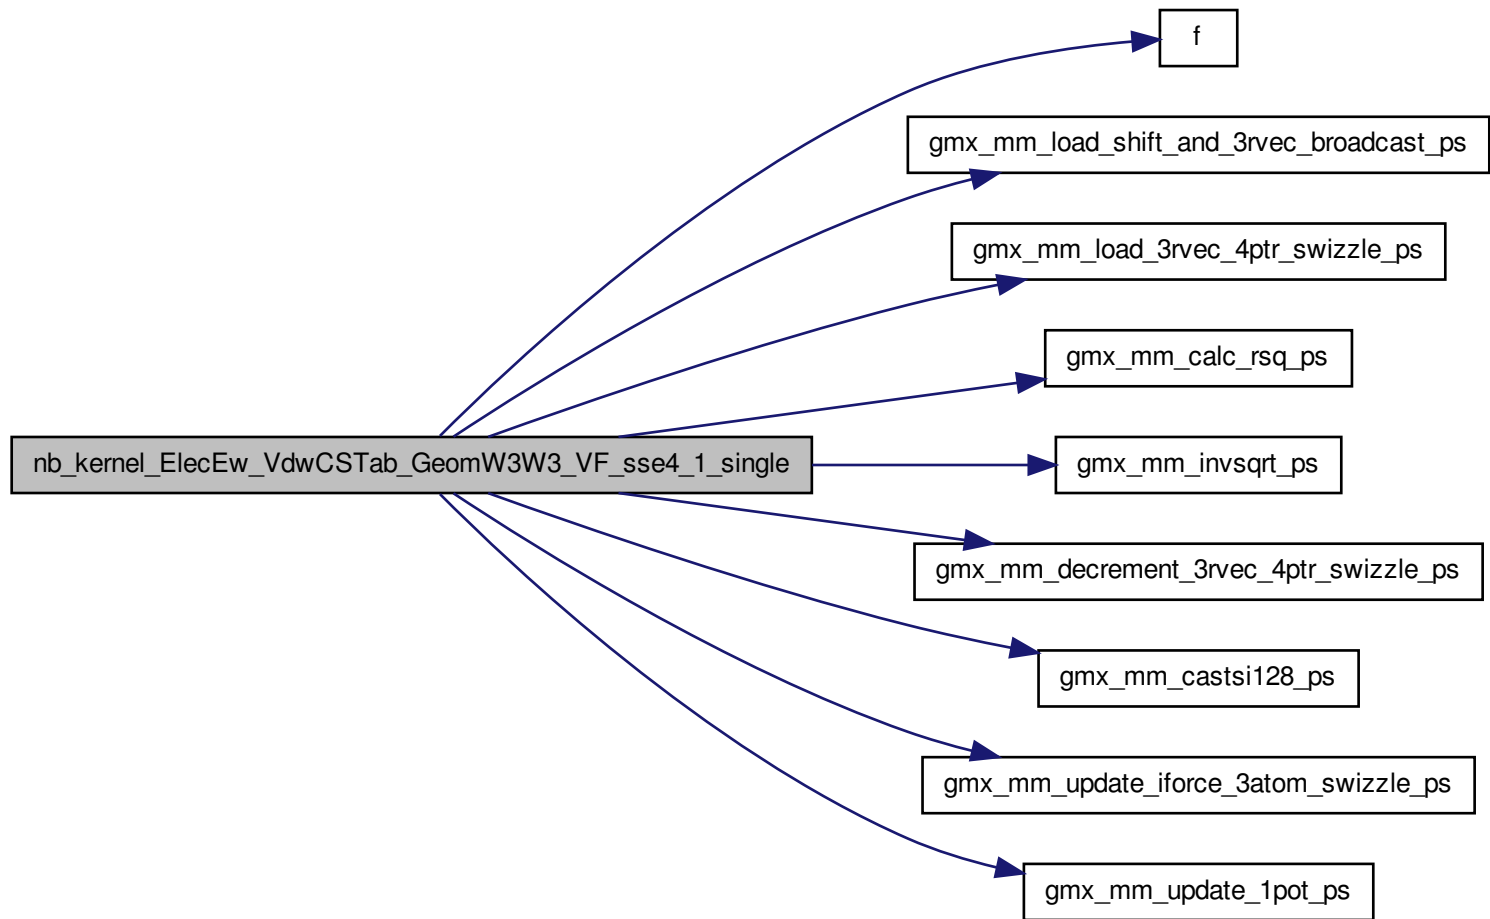 f
gmx_mm_load_shift_and_3rvec_broadcast_ps
gmx_mm_load_3rvec_4ptr_swizzle_ps
gmx_mm_calc_rsq_ps
nb_kernel_ElecEw_VdwCSTab_GeomW3W3_VF_sse4_1_single
gmx_mm_invsqrt_ps
gmx_mm_decrement_3rvec_4ptr_swizzle_ps
gmx_mm_castsi128_ps
gmx_mm_update_iforce_3atom_swizzle_ps
gmx_mm_update_1pot_ps